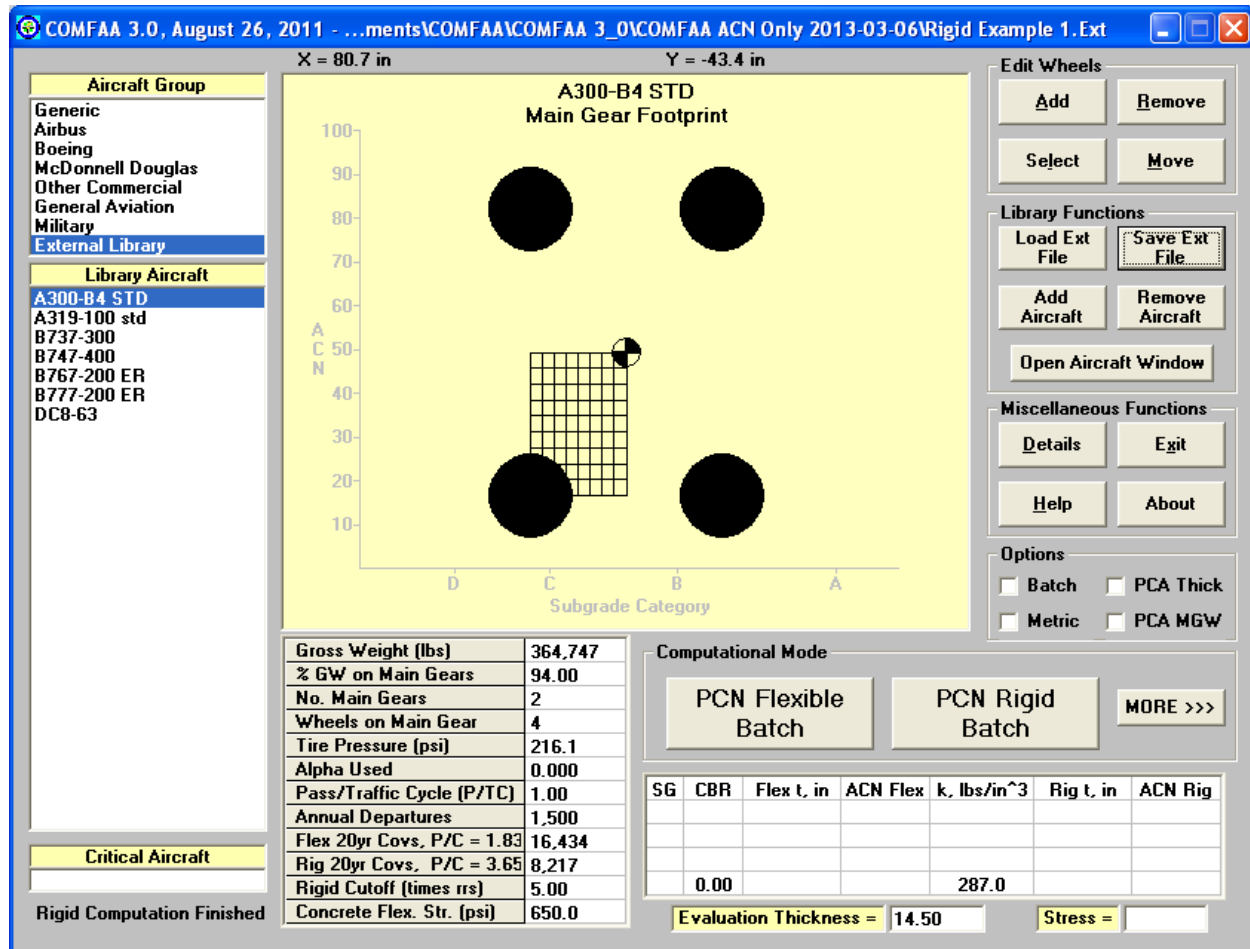 COMFAA 3.0, August 26, 2011 - ...ments\COMFAA\COMFAA 3_0\COMFAA ACN Only 2013-03-06\Rigid Example 1.Ext
X = 80.7 in Y = -43.4 in
Aircraft Group
Generic
Airbus
Boeing
McDonnell Douglas
Other Commercial
General Aviation
Military
External Library
Library Aircraft
A300-B4 STD
A319-100 std
B737-300
B747-400
B767-200 ER
B777-200 ER
DC8-63
Critical Aircraft
Rigid Computation Finished
A300-B4 STD
Main Gear Footprint
100
90
80
70
60
50
40
30
20
10
ACN
D C B A
Subgrade Category
Gross Weight (lbs) 364,747
% GW on Main Gears 94.00
No. Main Gears 2
Wheels on Main Gear 4
Tire Pressure (psi) 216.1
Alpha Used 0.000
Pass/Traffic Cycle (P/TC) 1.00
Annual Departures 1,500
Flex 20yr Covs, P/C = 1.83 16,434
Rig 20yr Covs, P/C = 3.65 8,217
Rigid Cutoff (times rrs) 5.00
Concrete Flex. Str. (psi) 650.0
Edit Wheels
Add Remove
Select Move
Library Functions
Load Ext File Save Ext File
Add Aircraft Remove Aircraft
Open Aircraft Window
Miscellaneous Functions
Details Exit
Help About
Options
Batch PCA Thick
Metric PCA MGW
Computational Mode
PCN Flexible Batch PCN Rigid Batch MORE >>>
SG CBR Flex t, in ACN Flex k, lbs/in^3 Rig t, in ACN Rig
0.00 287.0
Evaluation Thickness = 14.50 Stress =